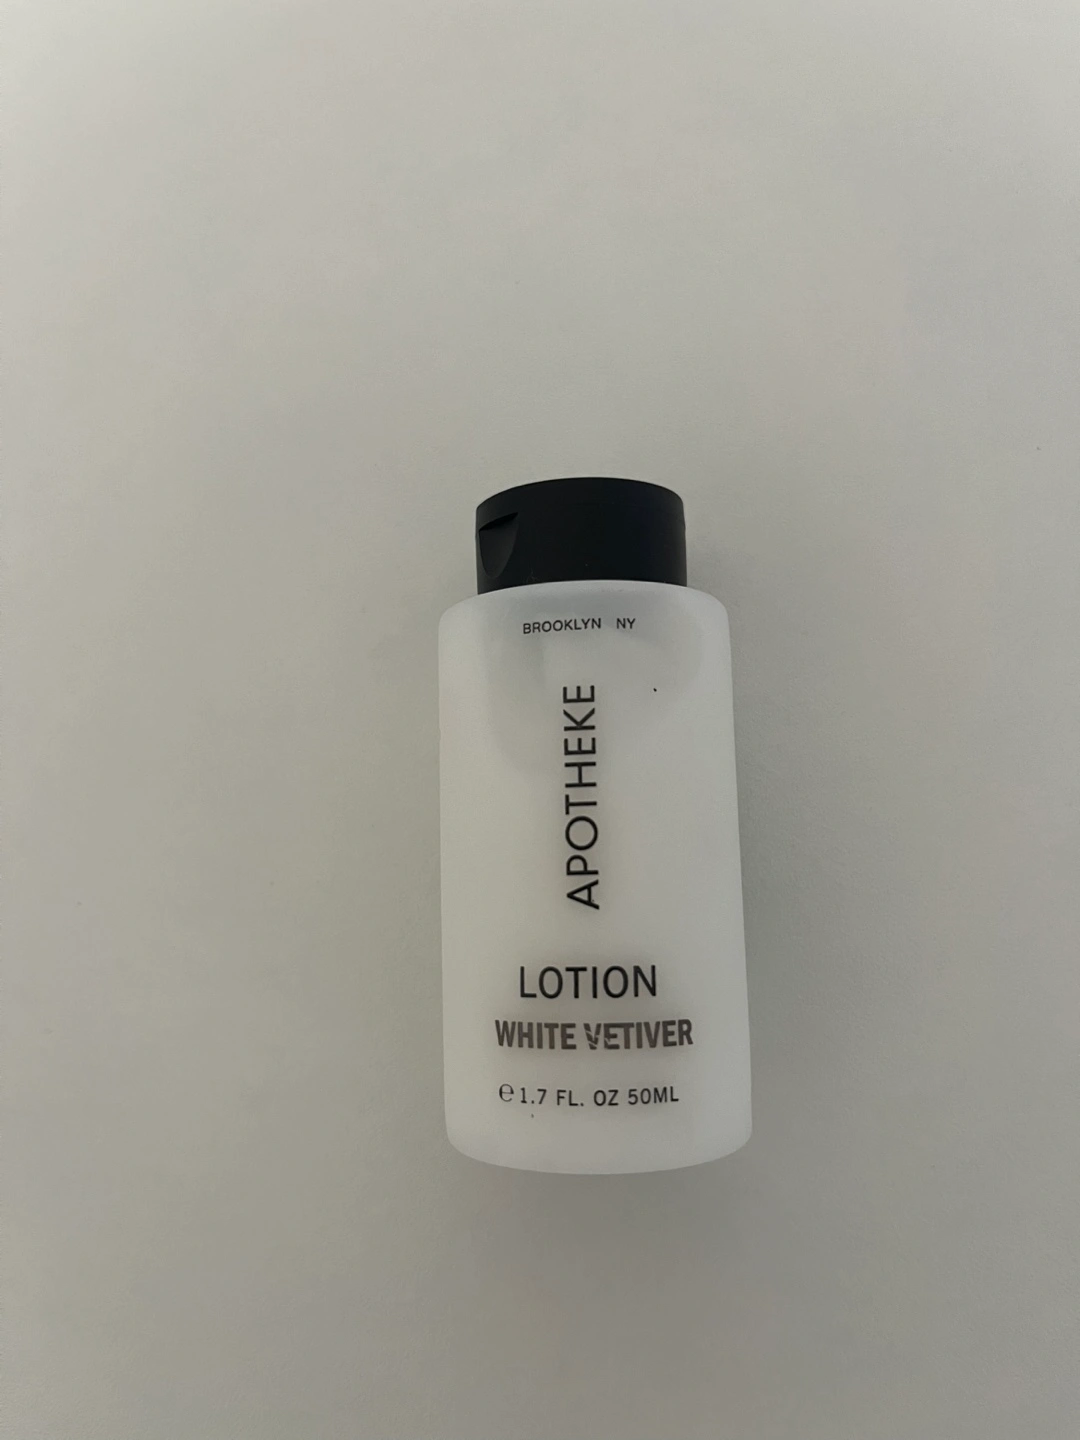 BROOKLYN NY
APOTHEKE
LOTION
WHITE VETIVER
℮ 1.7 FL. OZ 50ML